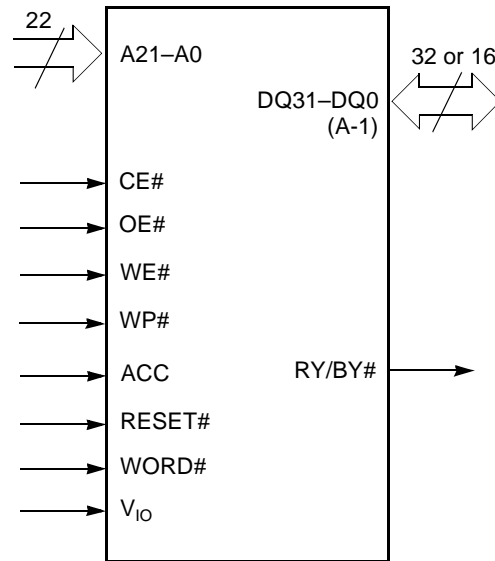 22
A21–A0
32 or 16
DQ31–DQ0
(A-1)
CE#
OE#
WE#
WP#
ACC
RY/BY#
RESET#
WORD#
VIO